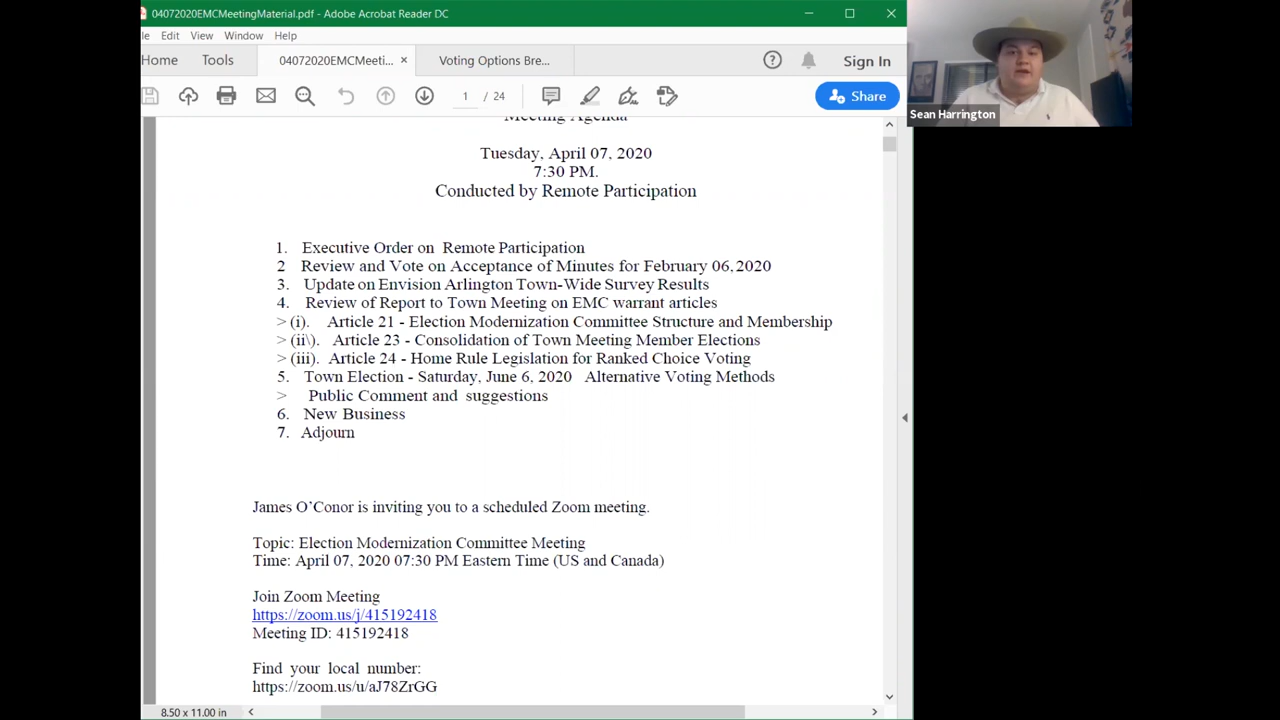 04072020EMCMeetingMaterial.pdf - Adobe Acrobat Reader DC
le Edit View Window Help
Home Tools 04072020EMCMeeti... × Voting Options Bre... Sign In
1 / 24 Share
Meeting Agenda
Tuesday, April 07, 2020
7:30 PM.
Conducted by Remote Participation
1. Executive Order on Remote Participation
2 Review and Vote on Acceptance of Minutes for February 06,2020
3. Update on Envision Arlington Town-Wide Survey Results
4. Review of Report to Town Meeting on EMC warrant articles
> (i). Article 21 - Election Modernization Committee Structure and Membership
> (ii\). Article 23 - Consolidation of Town Meeting Member Elections
> (iii). Article 24 - Home Rule Legislation for Ranked Choice Voting
5. Town Election - Saturday, June 6, 2020 Alternative Voting Methods
> Public Comment and suggestions
6. New Business
7. Adjourn
James O'Conor is inviting you to a scheduled Zoom meeting.
Topic: Election Modernization Committee Meeting
Time: April 07, 2020 07:30 PM Eastern Time (US and Canada)
Join Zoom Meeting
https://zoom.us/j/415192418
Meeting ID: 415192418
Find your local number:
https://zoom.us/u/aJ78ZrGG
8.50 x 11.00 in
Sean Harrington